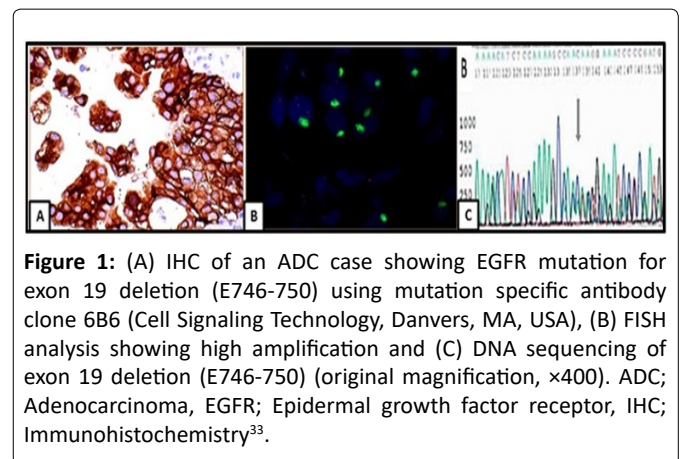 B
1000
750
500
250
A
B
C
Figure 1: (A) IHC of an ADC case showing EGFR mutation for
exon 19 deletion (E746-750) using mutation specific antibody
clone 6B6 (Cell Signaling Technology, Danvers, MA, USA), (B) FISH
analysis showing high amplification and (C) DNA sequencing of
exon 19 deletion (E746-750) (original magnification, ×400). ADC;
Adenocarcinoma, EGFR; Epidermal growth factor receptor, IHC;
Immunohistochemistry³³.